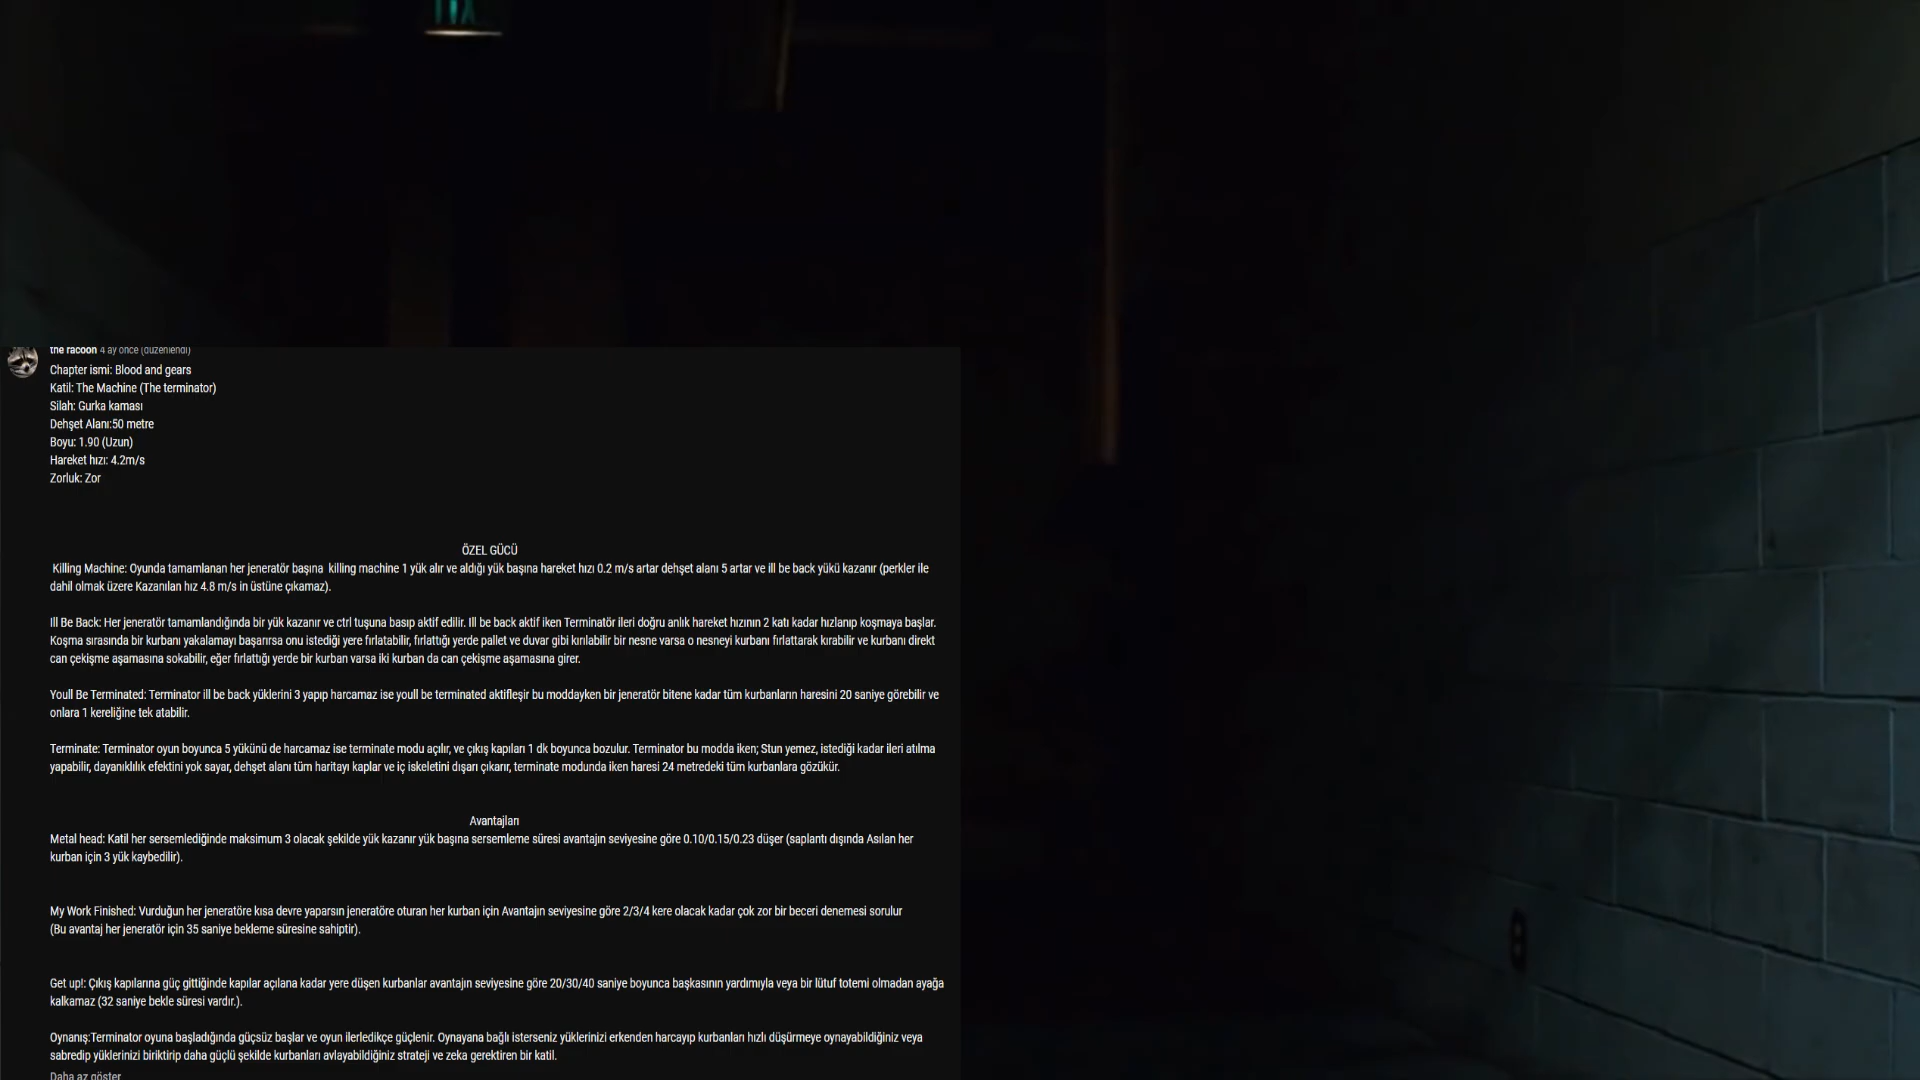 the racoon 4 ay önce (düzenlendi)
Chapter ismi: Blood and gears
Katil: The Machine (The terminator)
Silah: Gurka kaması
Dehşet Alanı:50 metre
Boyu: 1.90 (Uzun)
Hareket hızı: 4.2m/s
Zorluk: Zor
ÖZEL GÜCÜ
Killing Machine: Oyunda tamamlanan her jeneratör başına killing machine 1 yük alır ve aldığı yük başına hareket hızı 0.2 m/s artar dehşet alanı 5 artar ve ill be back yükü kazanır (perkler ile
dahil olmak üzere Kazanılan hız 4.8 m/s in üstüne çıkamaz).
Ill Be Back: Her jeneratör tamamlandığında bir yük kazanır ve ctrl tuşuna basıp aktif edilir. Ill be back aktif iken Terminatör ileri doğru anlık hareket hızının 2 katı kadar hızlanıp koşmaya başlar.
Koşma sırasında bir kurbanı yakalamayı başarırsa onu istediği yere fırlatabilir, fırlattığı yerde pallet ve duvar gibi kırılabilir bir nesne varsa o nesneyi kurbanı fırlattarak kırabilir ve kurbanı direkt
can çekişme aşamasına sokabilir, eğer fırlattığı yerde bir kurban varsa iki kurban da can çekişme aşamasına girer.
Youll Be Terminated: Terminator ill be back yüklerini 3 yapıp harcamaz ise youll be terminated aktifleşir bu moddayken bir jeneratör bitene kadar tüm kurbanların haresini 20 saniye görebilir ve
onlara 1 kereliğine tek atabilir.
Terminate: Terminator oyun boyunca 5 yükünü de harcamaz ise terminate modu açılır, ve çıkış kapıları 1 dk boyunca bozulur. Terminator bu modda iken; Stun yemez, istediği kadar ileri atılma
yapabilir, dayanıklılık efektini yok sayar, dehşet alanı tüm haritayı kaplar ve iç iskeletini dışarı çıkarır, terminate modunda iken haresi 24 metredeki tüm kurbanlara gözükür.
Avantajları
Metal head: Katil her sersemlediğinde maksimum 3 olacak şekilde yük kazanır yük başına sersemleme süresi avantajın seviyesine göre 0.10/0.15/0.23 düşer (saplantı dışında Asılan her
kurban için 3 yük kaybedilir).
My Work Finished: Vurduğun her jeneratöre kısa devre yaparsın jeneratöre oturan her kurban için Avantajın seviyesine göre 2/3/4 kere olacak kadar çok zor bir beceri denemesi sorulur
(Bu avantaj her jeneratör için 35 saniye bekleme süresine sahiptir).
Get up!: Çıkış kapılarına güç gittiğinde kapılar açılana kadar yere düşen kurbanlar avantajın seviyesine göre 20/30/40 saniye boyunca başkasının yardımıyla veya bir lütuf totemi olmadan ayağa
kalkamaz (32 saniye bekle süresi vardır.).
Oynanış:Terminator oyuna başladığında güçsüz başlar ve oyun ilerledikçe güçlenir. Oynayana bağlı isterseniz yüklerinizi erkenden harcayıp kurbanları hızlı düşürmeye oynayabildiğiniz veya
sabredip yüklerinizi biriktirip daha güçlü şekilde kurbanları avlayabildiğiniz strateji ve zeka gerektiren bir katil.
Daha az göster